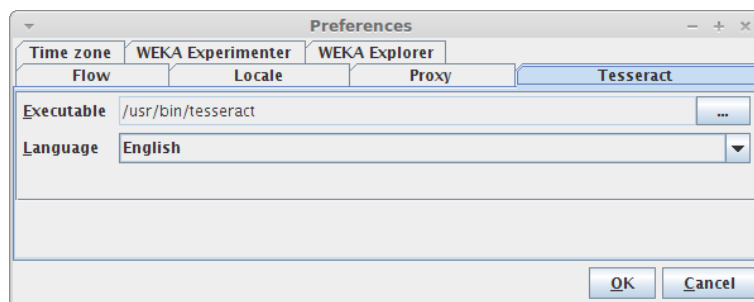 Preferences
Time zone WEKA Experimenter WEKA Explorer
Flow Locale Proxy Tesseract
Executable /usr/bin/tesseract ...
Language English
OK Cancel